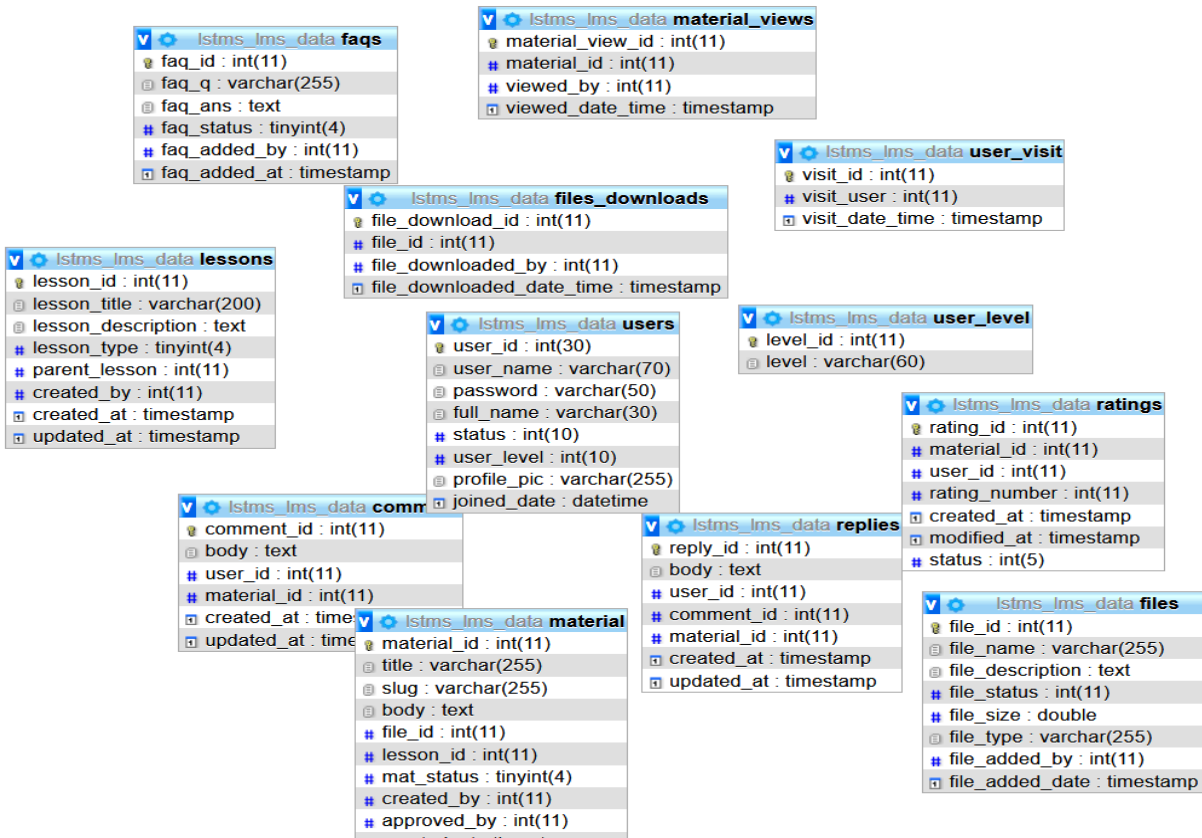 lstms_lms_data faqs
faq_id : int(11)
faq_q : varchar(255)
faq_ans : text
faq_status : tinyint(4)
faq_added_by : int(11)
faq_added_at : timestamp
lstms_lms_data material_views
material_view_id : int(11)
material_id : int(11)
viewed_by : int(11)
viewed_date_time : timestamp
lstms_lms_data user_visit
visit_id : int(11)
visit_user : int(11)
visit_date_time : timestamp
lstms_lms_data files_downloads
file_download_id : int(11)
file_id : int(11)
file_downloaded_by : int(11)
file_downloaded_date_time : timestamp
lstms_lms_data lessons
lesson_id : int(11)
lesson_title : varchar(200)
lesson_description : text
lesson_type : tinyint(4)
parent_lesson : int(11)
created_by : int(11)
created_at : timestamp
updated_at : timestamp
lstms_lms_data users
user_id : int(30)
user_name : varchar(70)
password : varchar(50)
full_name : varchar(30)
status : int(10)
user_level : int(10)
profile_pic : varchar(255)
joined_date : datetime
lstms_lms_data user_level
level_id : int(11)
level : varchar(60)
lstms_lms_data ratings
rating_id : int(11)
material_id : int(11)
user_id : int(11)
rating_number : int(11)
created_at : timestamp
modified_at : timestamp
status : int(5)
lstms_lms_data comm
comment_id : int(11)
body : text
user_id : int(11)
material_id : int(11)
created_at : time
updated_at : time
lstms_lms_data replies
reply_id : int(11)
body : text
user_id : int(11)
comment_id : int(11)
material_id : int(11)
created_at : timestamp
updated_at : timestamp
lstms_lms_data files
file_id : int(11)
file_name : varchar(255)
file_description : text
file_status : int(11)
file_size : double
file_type : varchar(255)
file_added_by : int(11)
file_added_date : timestamp
lstms_lms_data material
material_id : int(11)
title : varchar(255)
slug : varchar(255)
body : text
file_id : int(11)
lesson_id : int(11)
mat_status : tinyint(4)
created_by : int(11)
approved_by : int(11)